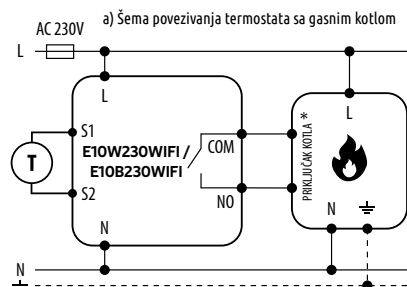 a) Šema povezivanja termostata sa gasnim kotlom
AC 230V
L
L
L
S1
E10W230WIFI /
E10B230WIFI
COM
PRIKLJUČAK KOTLA *
T
S2
NO
N
N
N